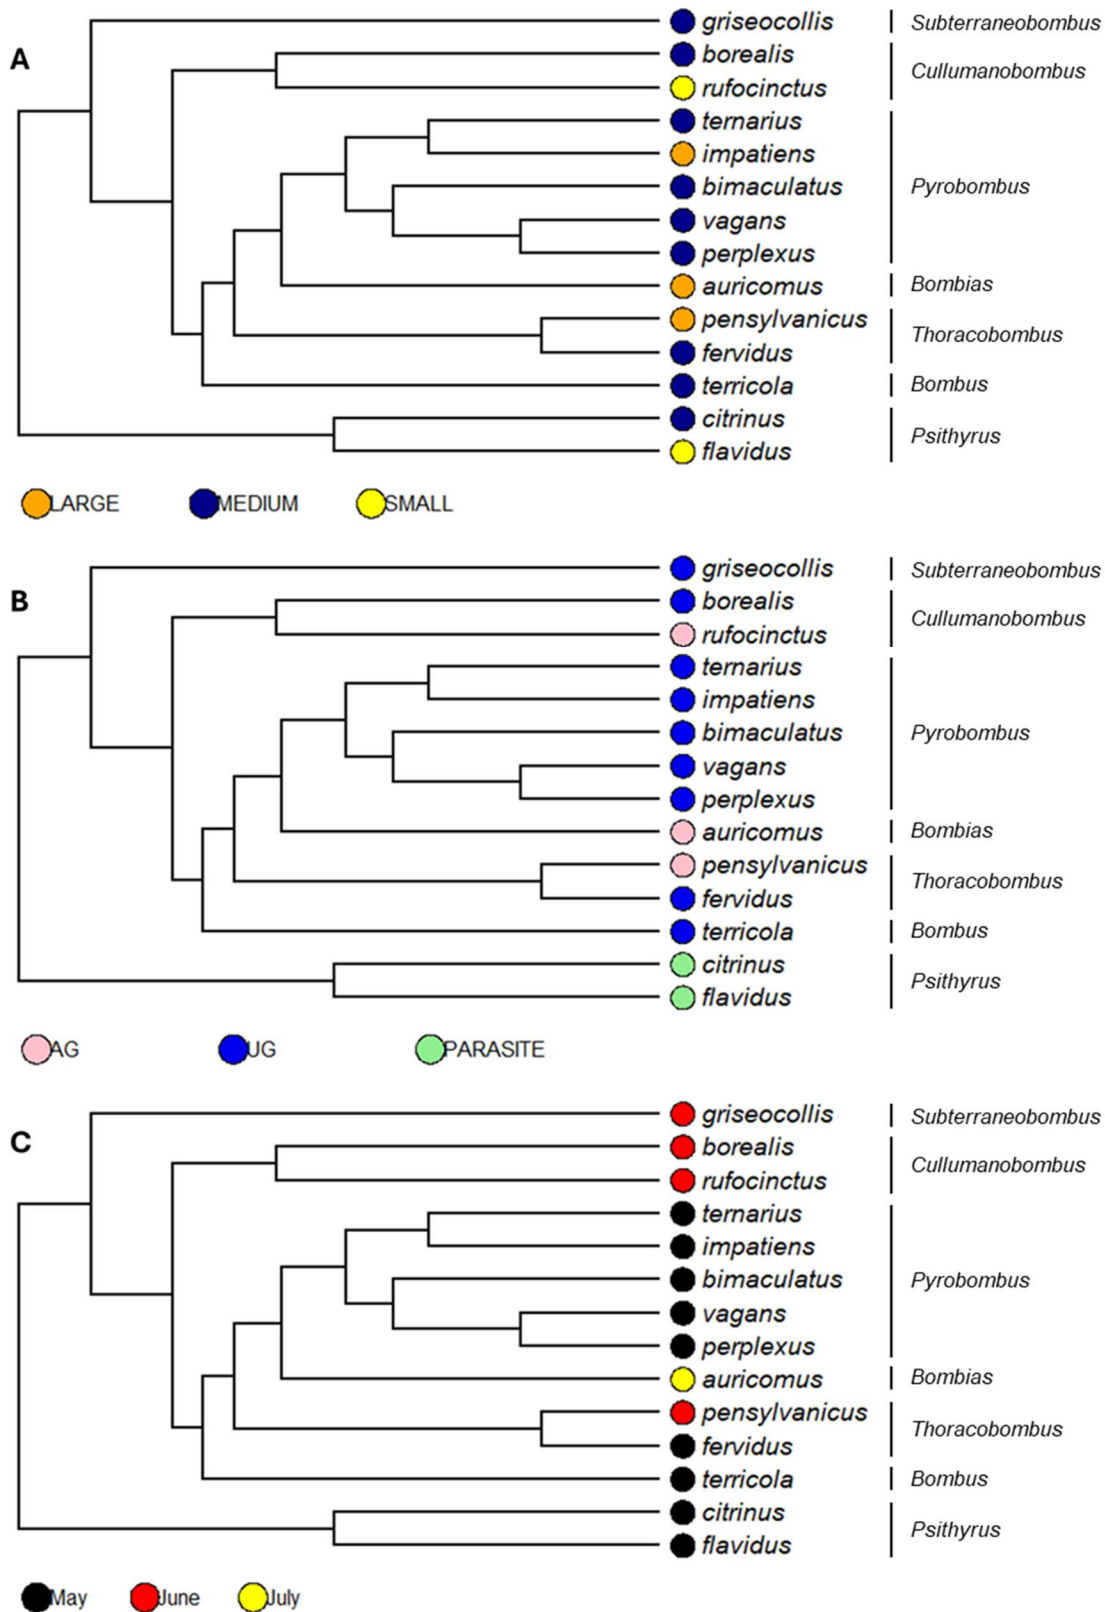 A
griseocollis Subterraneobombus
borealis
Cullumanobombus
rufocinctus
ternarius
impatiens
bimaculatus Pyrobombus
vagans
perplexus
auricomus Bombias
pensylvanicus
Thoracobombus
fervidus
terricola Bombus
citrinus
Psithyrus
flavidus
LARGE MEDIUM SMALL
B
griseocollis Subterraneobombus
borealis
Cullumanobombus
rufocinctus
ternarius
impatiens
bimaculatus Pyrobombus
vagans
perplexus
auricomus Bombias
pensylvanicus
Thoracobombus
fervidus
terricola Bombus
citrinus
Psithyrus
flavidus
AG UG PARASITE
C
griseocollis Subterraneobombus
borealis
Cullumanobombus
rufocinctus
ternarius
impatiens
bimaculatus Pyrobombus
vagans
perplexus
auricomus Bombias
pensylvanicus
Thoracobombus
fervidus
terricola Bombus
citrinus
Psithyrus
flavidus
May June July